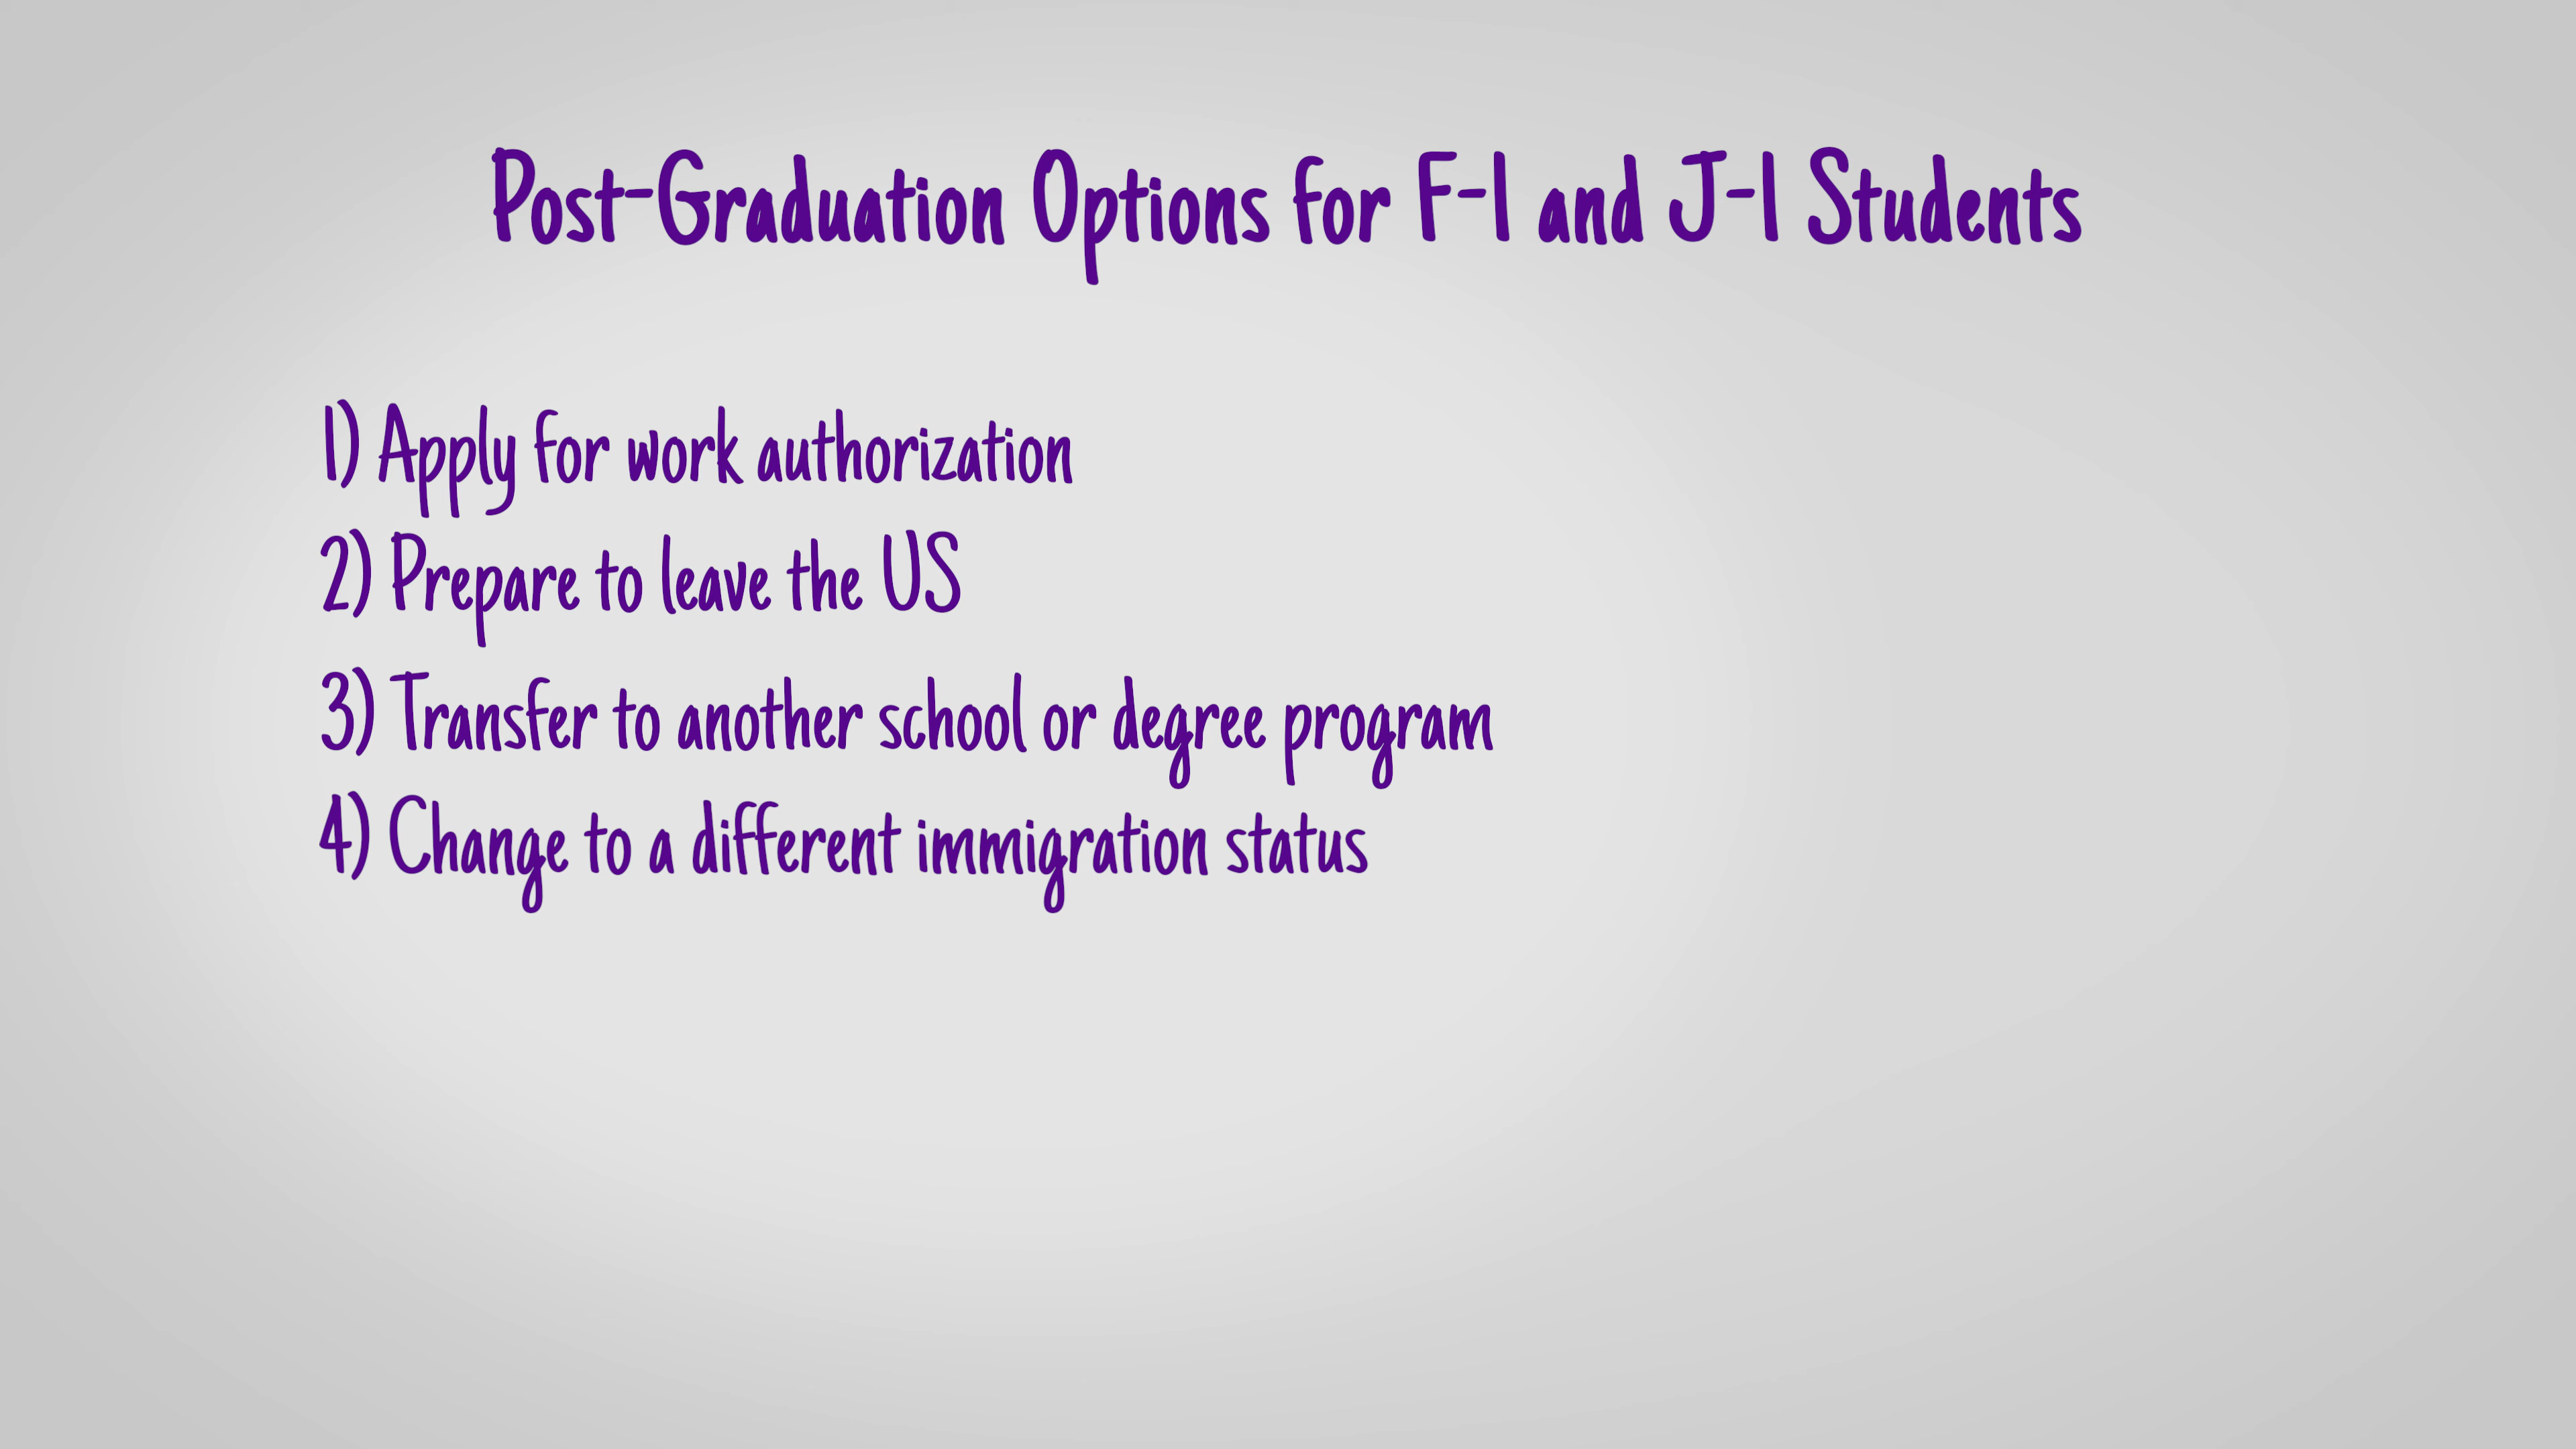 Post-Graduation Options for F-1 and J-1 Students
1) Apply for work authorization
2) Prepare to leave the US
3) Transfer to another school or degree program
4) Change to a different immigration status